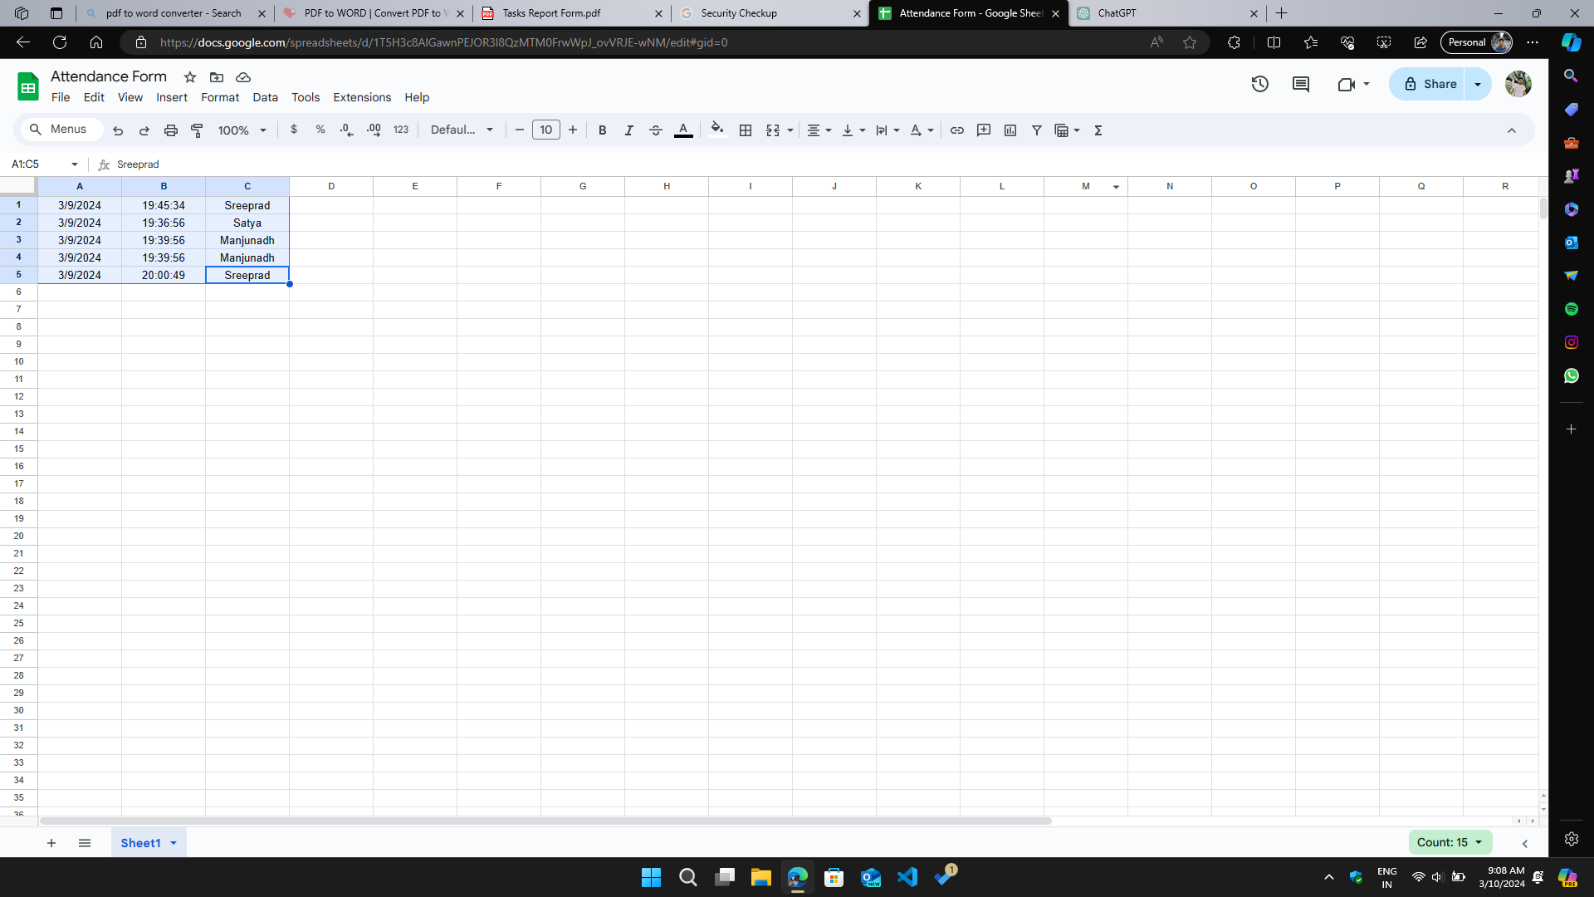 pdf to word converter - Search
PDF to WORD | Convert PDF to W
Tasks Report Form.pdf
Security Checkup
Attendance Form - Google Sheet
ChatGPT
https://docs.google.com/spreadsheets/d/1T5H3c8AlGawnPEJOR3I8QzMTM0FrwWpJ_ovVRJE-wNM/edit#gid=0
Personal
Attendance Form
File Edit View Insert Format Data Tools Extensions Help
Share
Menus 100% $ % .0 .00 123 Defaul... 10 B I A Σ
A1:C5 fx Sreeprad
A B C D E F G H I J K L M N O P Q R
1 3/9/2024 19:45:34 Sreeprad
2 3/9/2024 19:36:56 Satya
3 3/9/2024 19:39:56 Manjunadh
4 3/9/2024 19:39:56 Manjunadh
5 3/9/2024 20:00:49 Sreeprad
6
7
8
9
10
11
12
13
14
15
16
17
18
19
20
21
22
23
24
25
26
27
28
29
30
31
32
33
34
35
36
Sheet1
Count: 15
NEW
1
ENG
IN
9:08 AM
3/10/2024
PRE